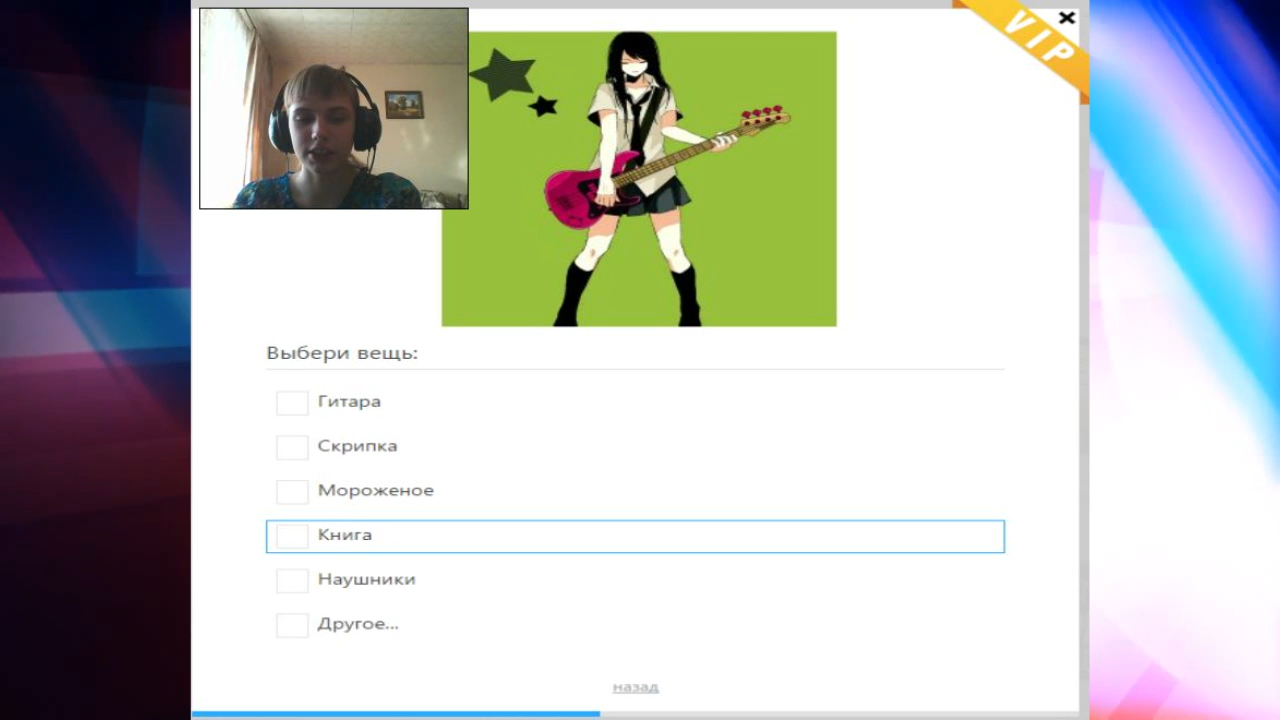 VIP
Выбери вещь:
Гитара
Скрипка
Мороженое
Книга
Наушники
Другое...
назад